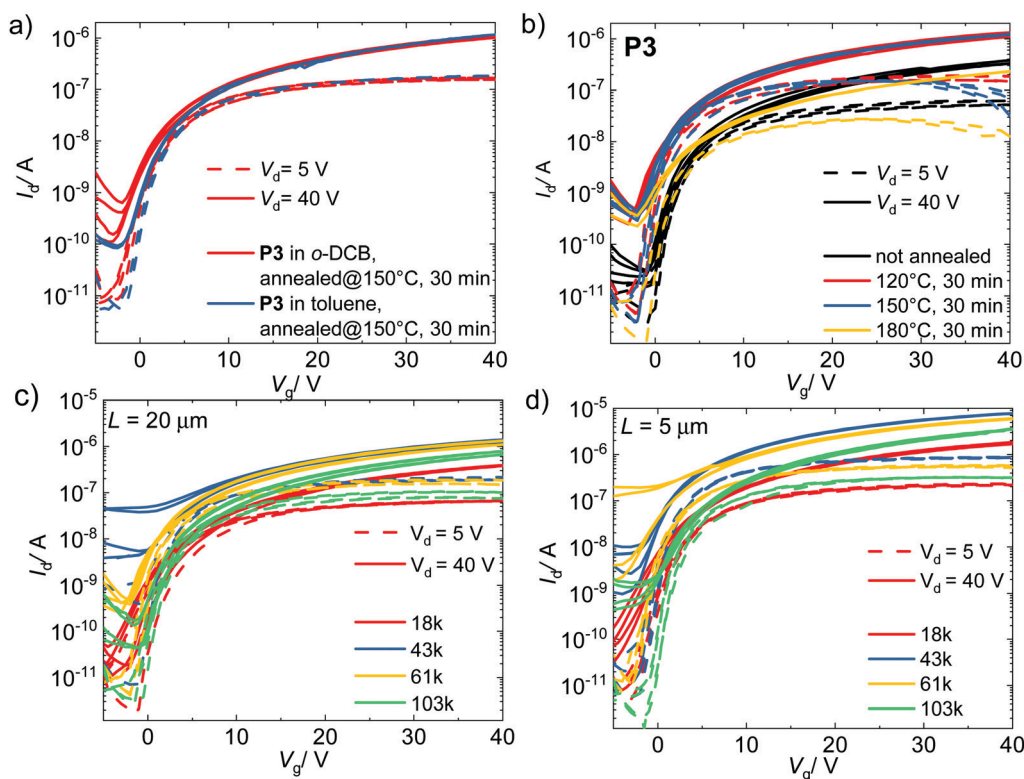 a)
10⁻⁶
10⁻⁷
10⁻⁸
10⁻⁹
10⁻¹⁰
10⁻¹¹
I_d/ A
V_d= 5 V
V_d= 40 V
P3 in o-DCB,
annealed@150°C, 30 min
P3 in toluene,
annealed@150°C, 30 min
0 10 20 30 40
V_g/ V
b)
P3
10⁻⁶
10⁻⁷
10⁻⁸
10⁻⁹
10⁻¹⁰
10⁻¹¹
I_d/ A
V_d= 5 V
V_d= 40 V
not annealed
120°C, 30 min
150°C, 30 min
180°C, 30 min
0 10 20 30 40
V_g/ V
c)
L = 20 µm
10⁻⁵
10⁻⁶
10⁻⁷
10⁻⁸
10⁻⁹
10⁻¹⁰
10⁻¹¹
I_d/ A
V_d = 5 V
V_d = 40 V
18k
43k
61k
103k
0 10 20 30 40
V_g/ V
d)
L = 5 µm
10⁻⁵
10⁻⁶
10⁻⁷
10⁻⁸
10⁻⁹
10⁻¹⁰
10⁻¹¹
I_d/ A
V_d = 5 V
V_d = 40 V
18k
43k
61k
103k
0 10 20 30 40
V_g/ V